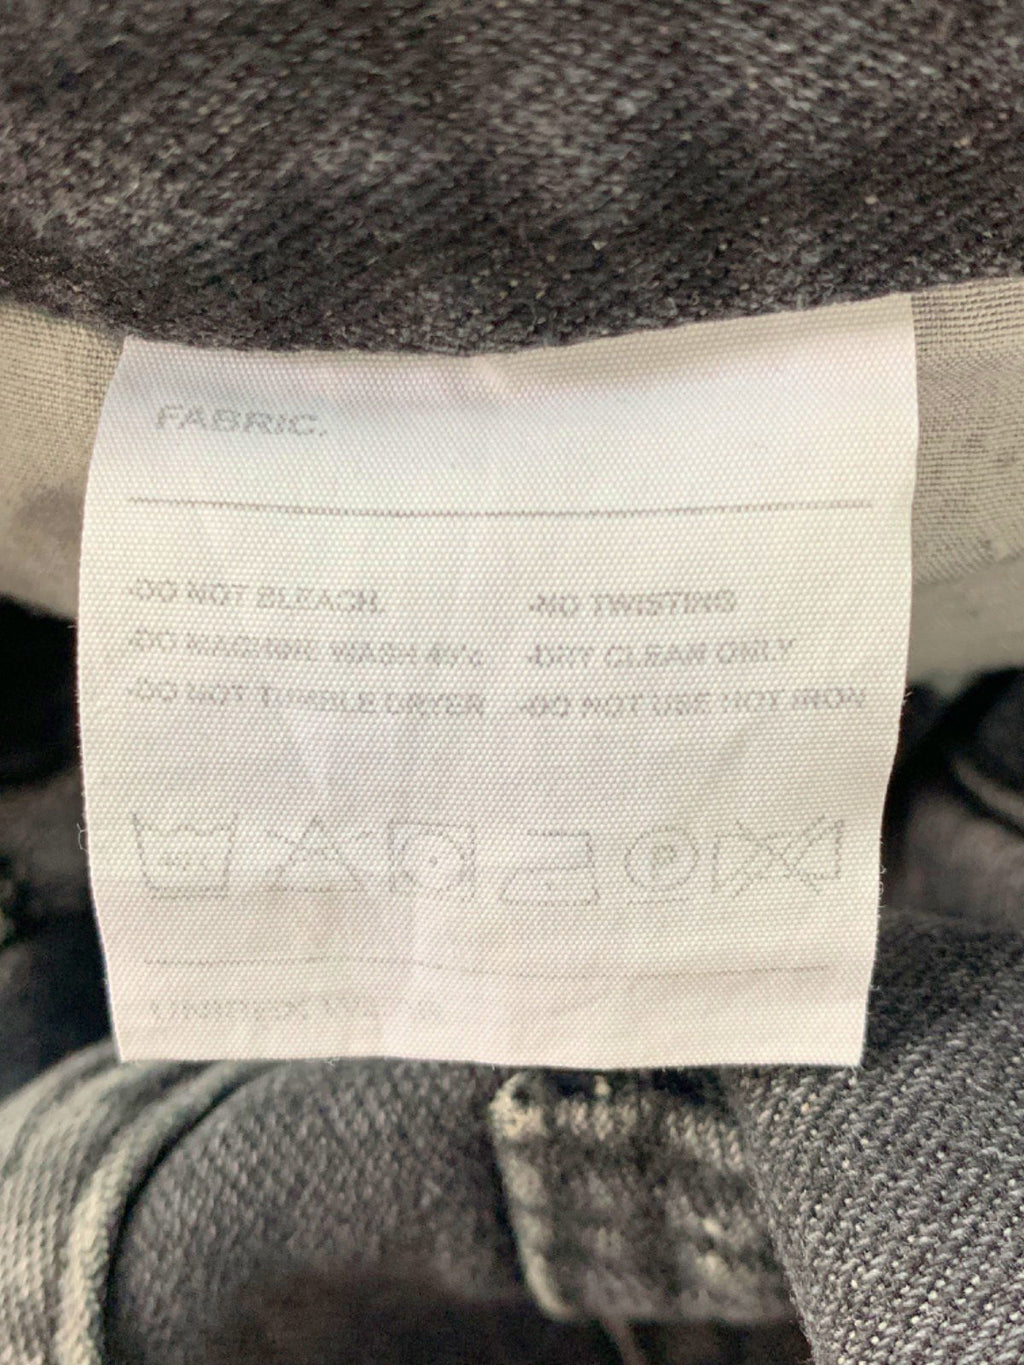 FABRIC.
-DO NOT BLEACH. -NO TWISTING
-DO MACHINE WASH 40°c -DRY CLEAN ONLY
-DO NOT TUMBLE DRYER -DO NOT USE HOT IRON
40°C P